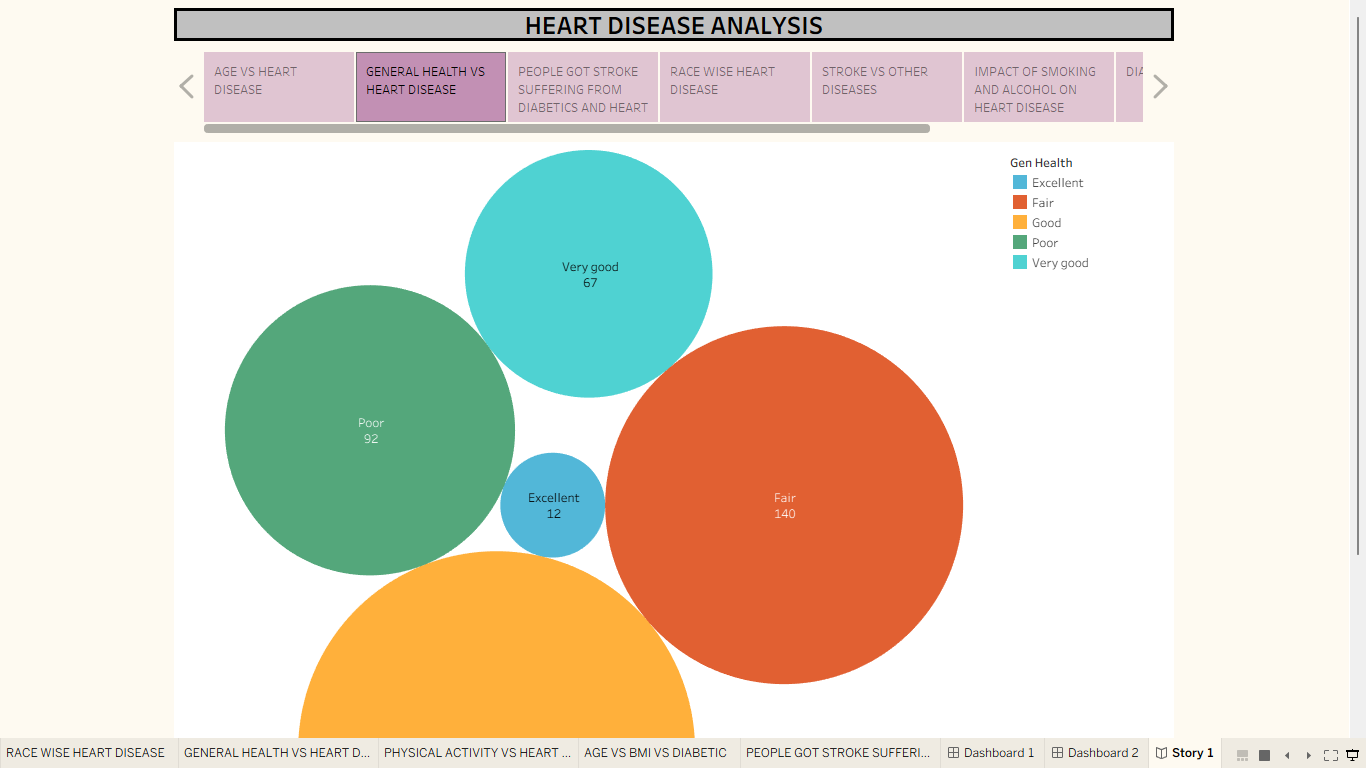 HEART DISEASE ANALYSIS
AGE VS HEART
DISEASE
GENERAL HEALTH VS
HEART DISEASE
PEOPLE GOT STROKE
SUFFERING FROM
DIABETICS AND HEART
RACE WISE HEART
DISEASE
STROKE VS OTHER
DISEASES
IMPACT OF SMOKING
AND ALCOHOL ON
HEART DISEASE
Gen Health
Excellent
Fair
Good
Poor
Very good
Very good
67
Poor
92
Excellent
12
Fair
140
RACE WISE HEART DISEASE
GENERAL HEALTH VS HEART D...
PHYSICAL ACTIVITY VS HEART ...
AGE VS BMI VS DIABETIC
PEOPLE GOT STROKE SUFFERI...
Dashboard 1
Dashboard 2
Story 1